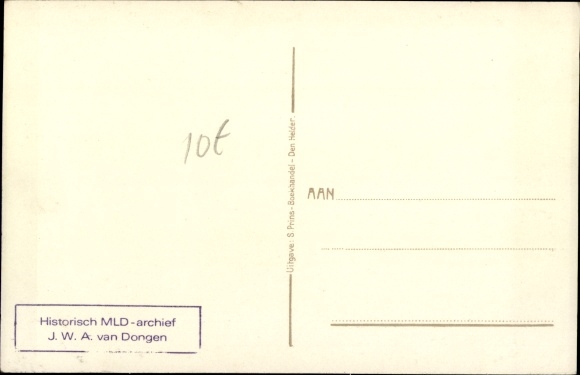 10t
Uitgave: S. Prins - Boekhandel - Den Helder.
AAN
Historisch MLD-archief
J. W. A. van Dongen